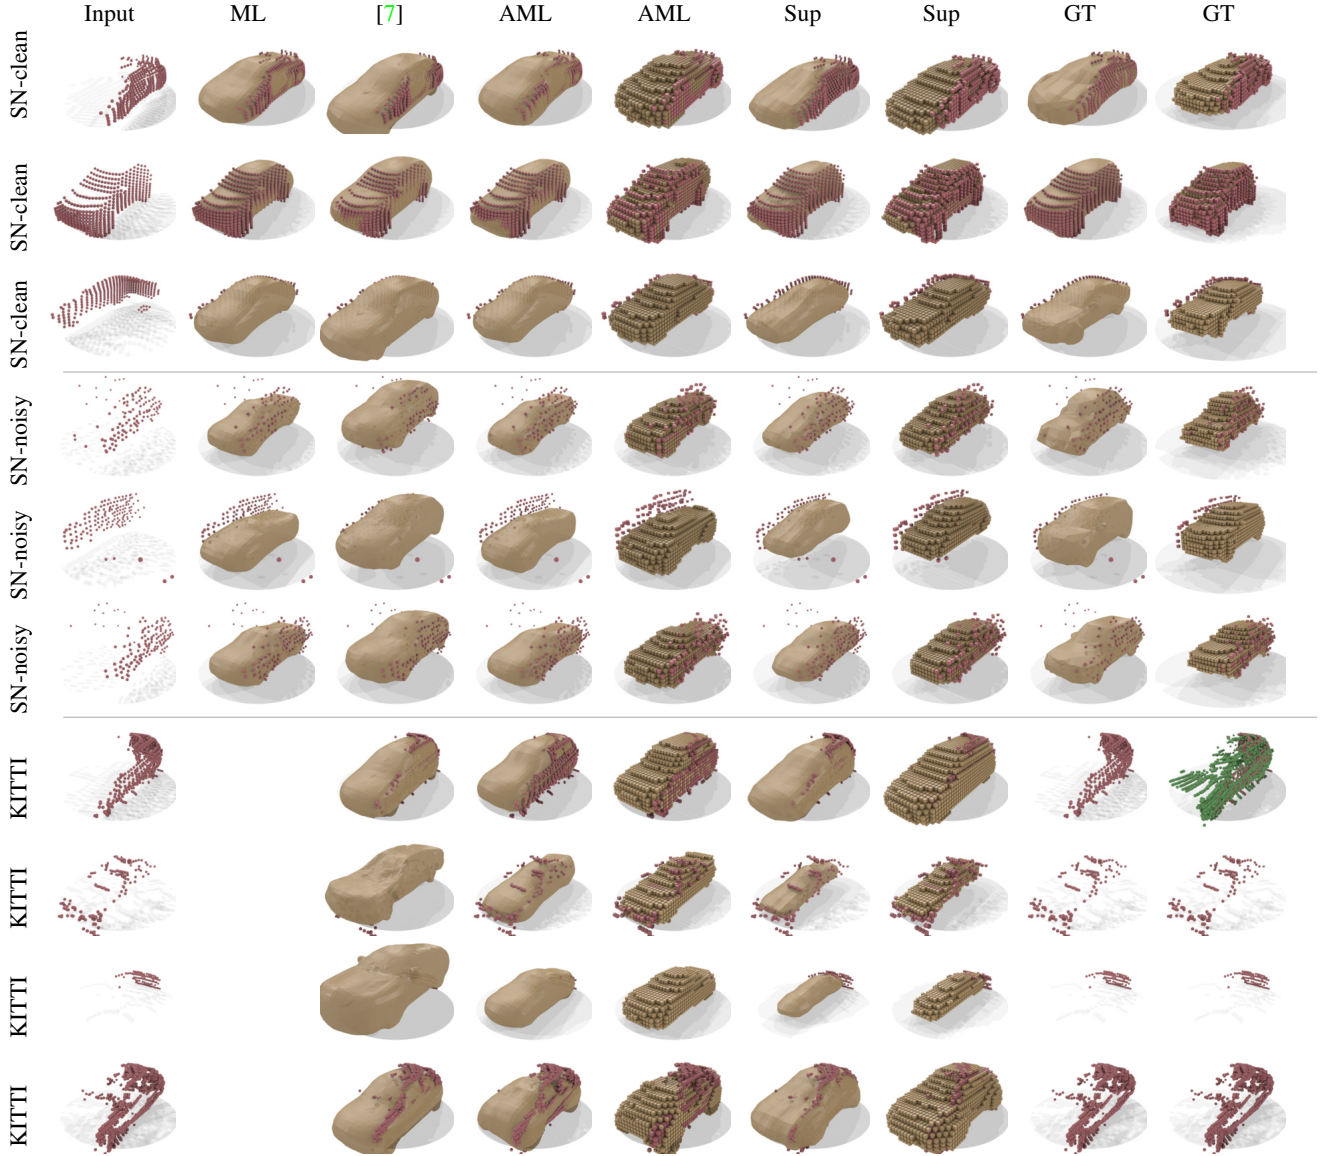 Input ML [7] AML AML Sup Sup GT GT
SN-clean
SN-clean
SN-clean
SN-noisy
SN-noisy
SN-noisy
KITTI
KITTI
KITTI
KITTI